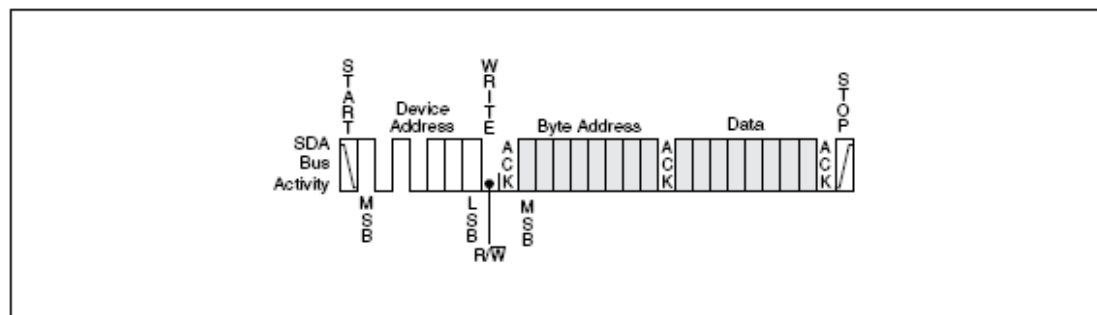 START
WRITE
STOP
Device
Address
Byte Address
Data
SDA
Bus
Activity
ACK
ACK
ACK
MSB
LSB
MSB
R/W